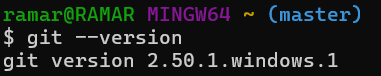 ramar@RAMAR MINGW64 ~ (master)
$ git --version
git version 2.50.1.windows.1